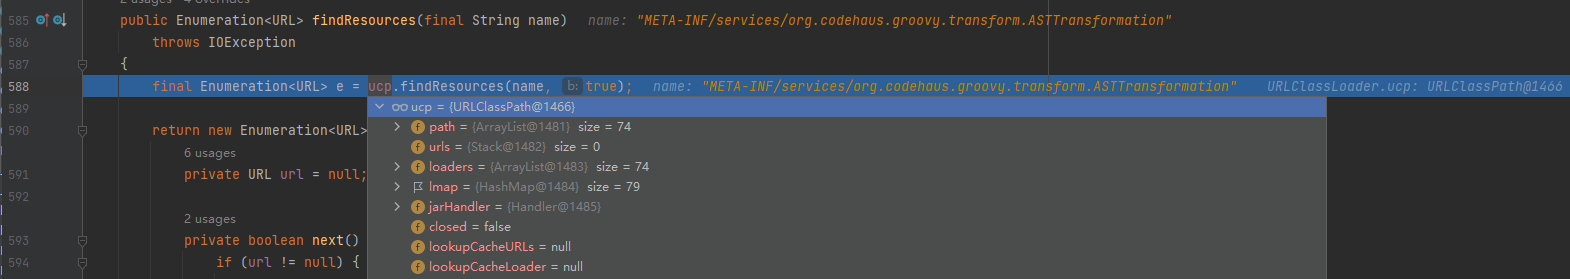 2 usages   4 overrides
585 public Enumeration<URL> findResources(final String name)   name: "META-INF/services/org.codehaus.groovy.transform.ASTTransformation"
586 throws IOException
587 {
588 final Enumeration<URL> e = ucp.findResources(name, b: true);   name: "META-INF/services/org.codehaus.groovy.transform.ASTTransformation"   URLClassLoader.ucp: URLClassPath@1466
589 ucp = {URLClassPath@1466}
590 return new Enumeration<URL>
path = {ArrayList@1481}  size = 74
urls = {Stack@1482}  size = 0
6 usages
591 private URL url = null;
loaders = {ArrayList@1483}  size = 74
592
lmap = {HashMap@1484}  size = 79
jarHandler = {Handler@1485}
2 usages
closed = false
593 private boolean next()
lookupCacheURLs = null
594 if (url != null) {
lookupCacheLoader = null